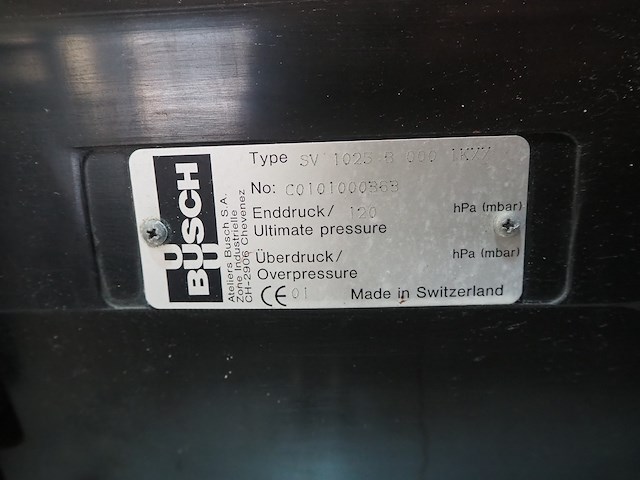 BUSCH
BUSCH
Ateliers Busch S.A.
Zone Industrielle
CH-2906 Chevenez
Type SV 1025 B 000 1KXX
No: C0101000868
Enddruck/ 120 hPa (mbar)
Ultimate pressure
Überdruck/ hPa (mbar)
Overpressure
CE 01 Made in Switzerland